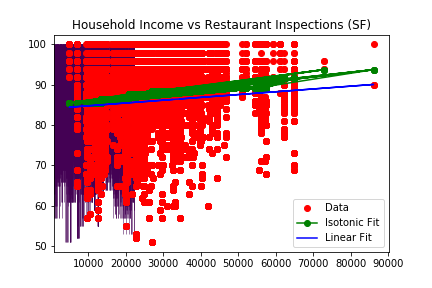 Household Income vs Restaurant Inspections (SF)
100
90
80
70
60
50
Data
Isotonic Fit
Linear Fit
10000 20000 30000 40000 50000 60000 70000 80000 90000